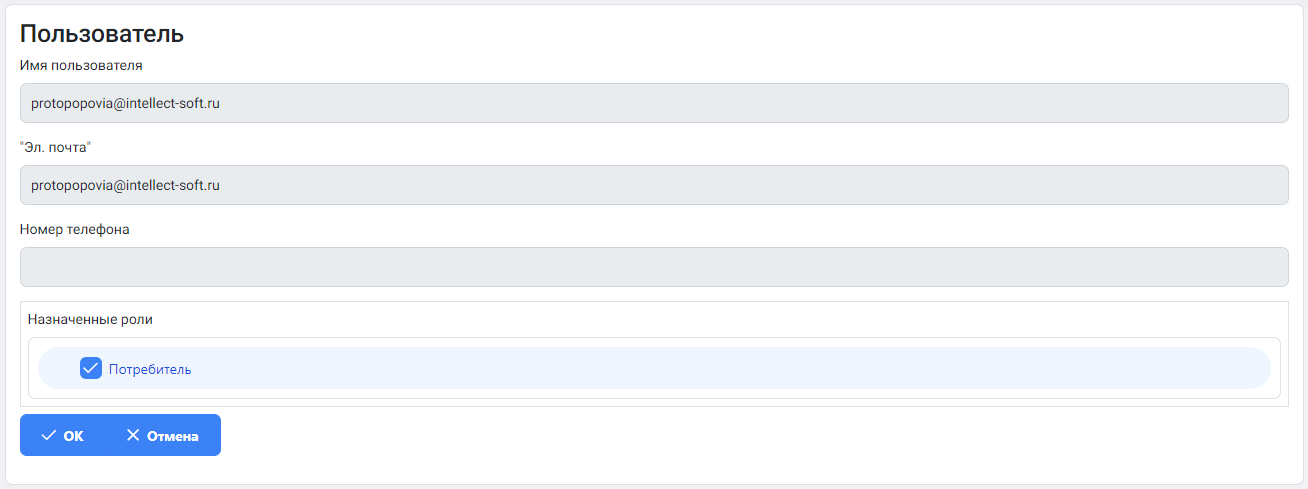 Пользователь
Имя пользователя
protopopovia@intellect-soft.ru
"Эл. почта"
protopopovia@intellect-soft.ru
Номер телефона
Назначенные роли
Потребитель
ОК Отмена